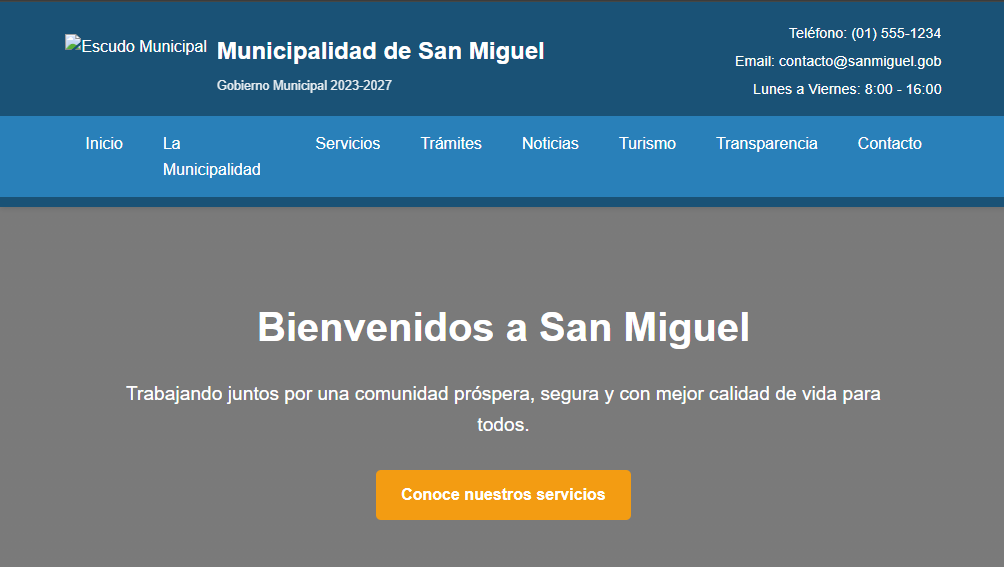 Escudo Municipal
Municipalidad de San Miguel
Gobierno Municipal 2023-2027
Teléfono: (01) 555-1234
Email: contacto@sanmiguel.gob
Lunes a Viernes: 8:00 - 16:00
Inicio
La
Municipalidad
Servicios
Trámites
Noticias
Turismo
Transparencia
Contacto
Bienvenidos a San Miguel
Trabajando juntos por una comunidad próspera, segura y con mejor calidad de vida para
todos.
Conoce nuestros servicios